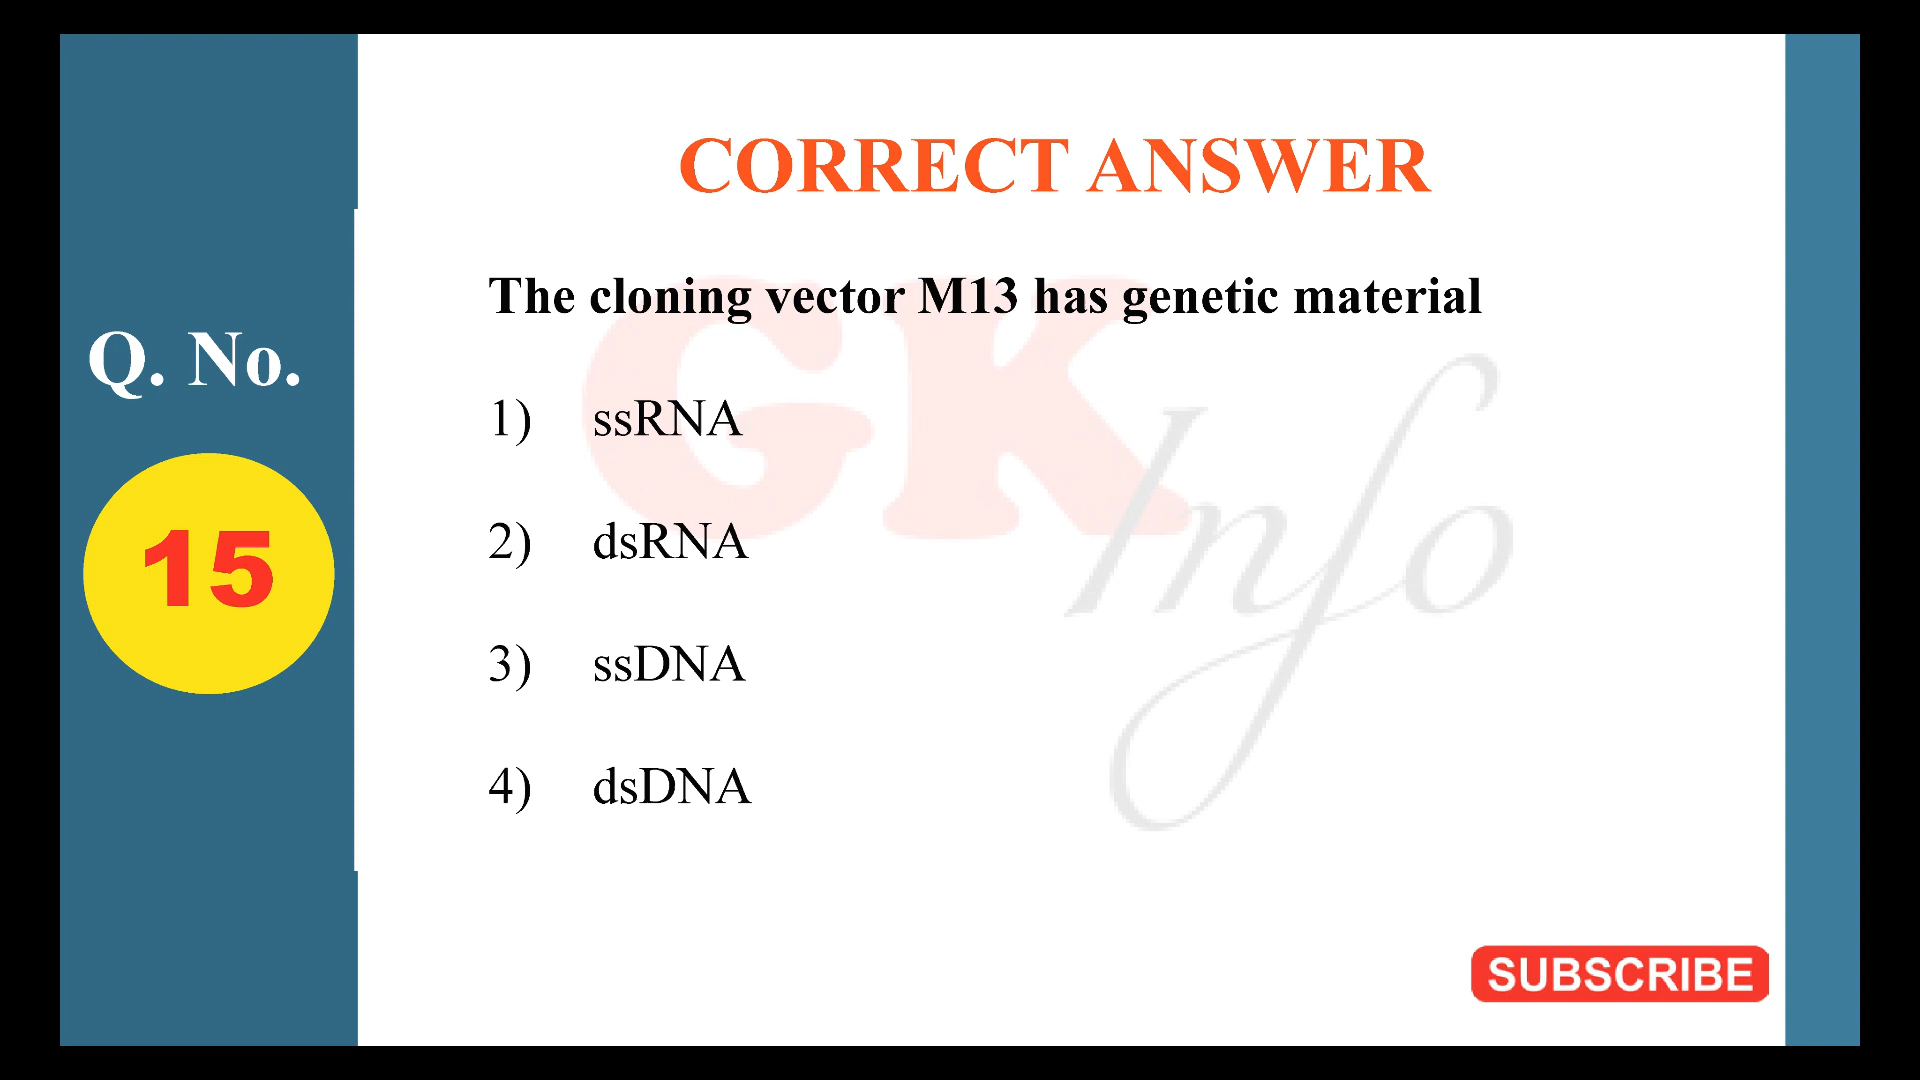 CORRECT ANSWER
The cloning vector M13 has genetic material
Q. No.
15
1) ssRNA
2) dsRNA
3) ssDNA
4) dsDNA
GK
Info
SUBSCRIBE